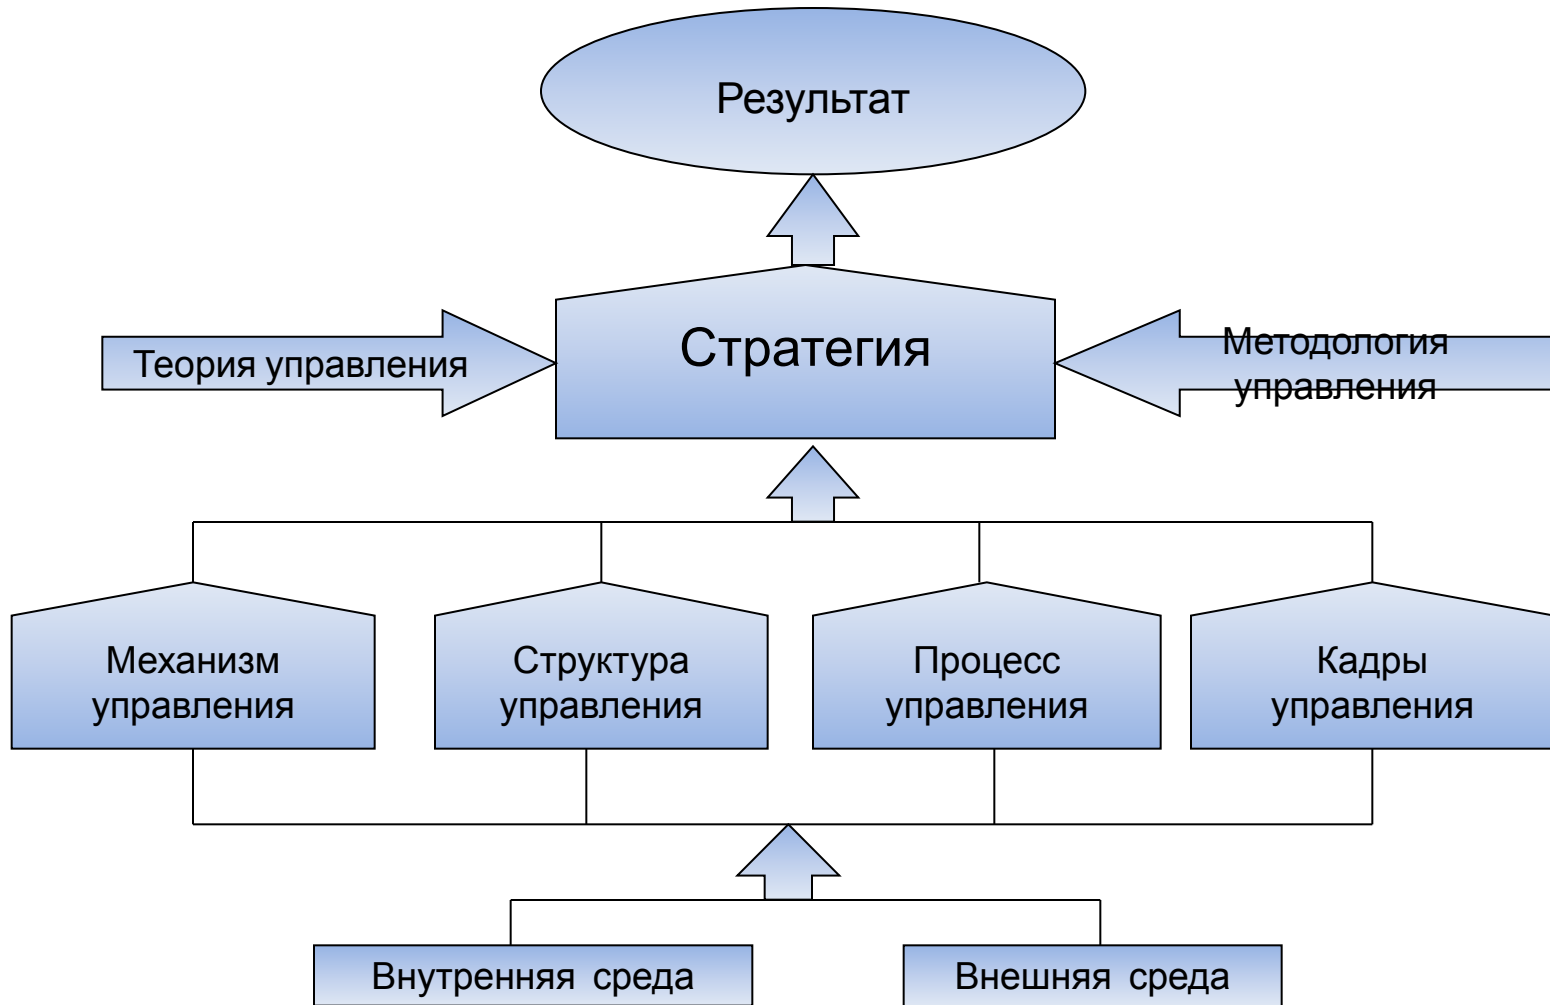 Результат
Стратегия
Теория управления
Методология
управления
Механизм
управления
Структура
управления
Процесс
управления
Кадры
управления
Внутренняя среда
Внешняя среда